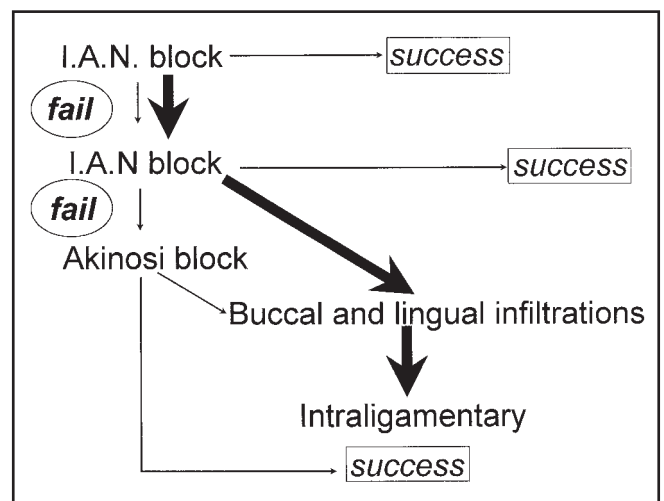 I.A.N. block success
fail
I.A.N block success
fail
Akinosi block
Buccal and lingual infiltrations
Intraligamentary
success